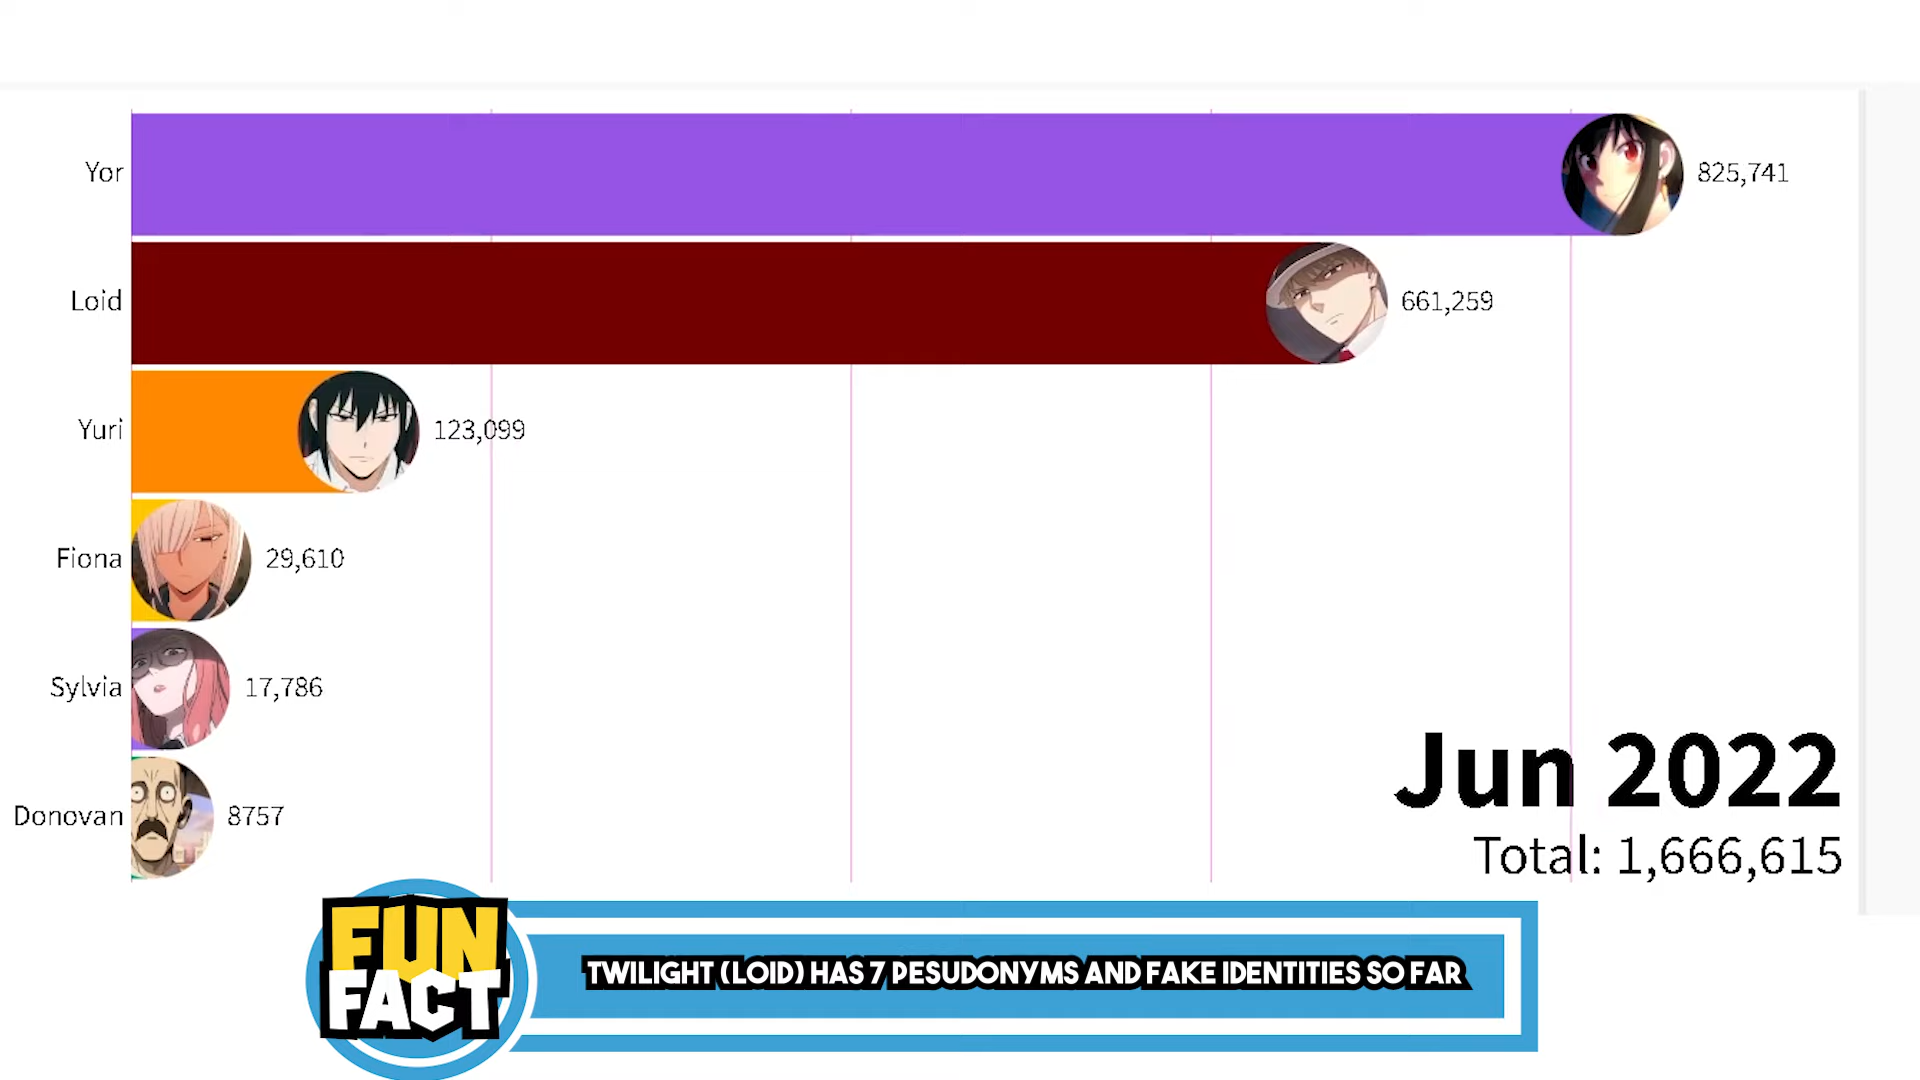 Yor 825,741
Loid 661,259
Yuri 123,099
Fiona 29,610
Sylvia 17,786
Donovan 8757
Jun 2022
Total: 1,666,615
FUN
FACT
TWILIGHT (LOID) HAS 7 PESUDONYMS AND FAKE IDENTITIES SO FAR